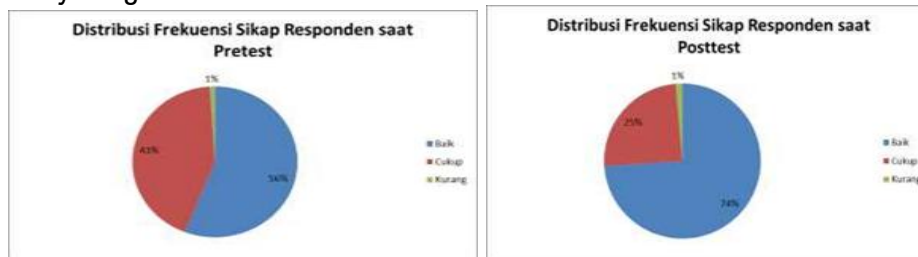 Distribusi Frekuensi Sikap Responden saat
Pretest
1%
43%
56%
Baik
Cukup
Kurang
Distribusi Frekuensi Sikap Responden saat
Posttest
1%
25%
74%
Baik
Cukup
Kurang